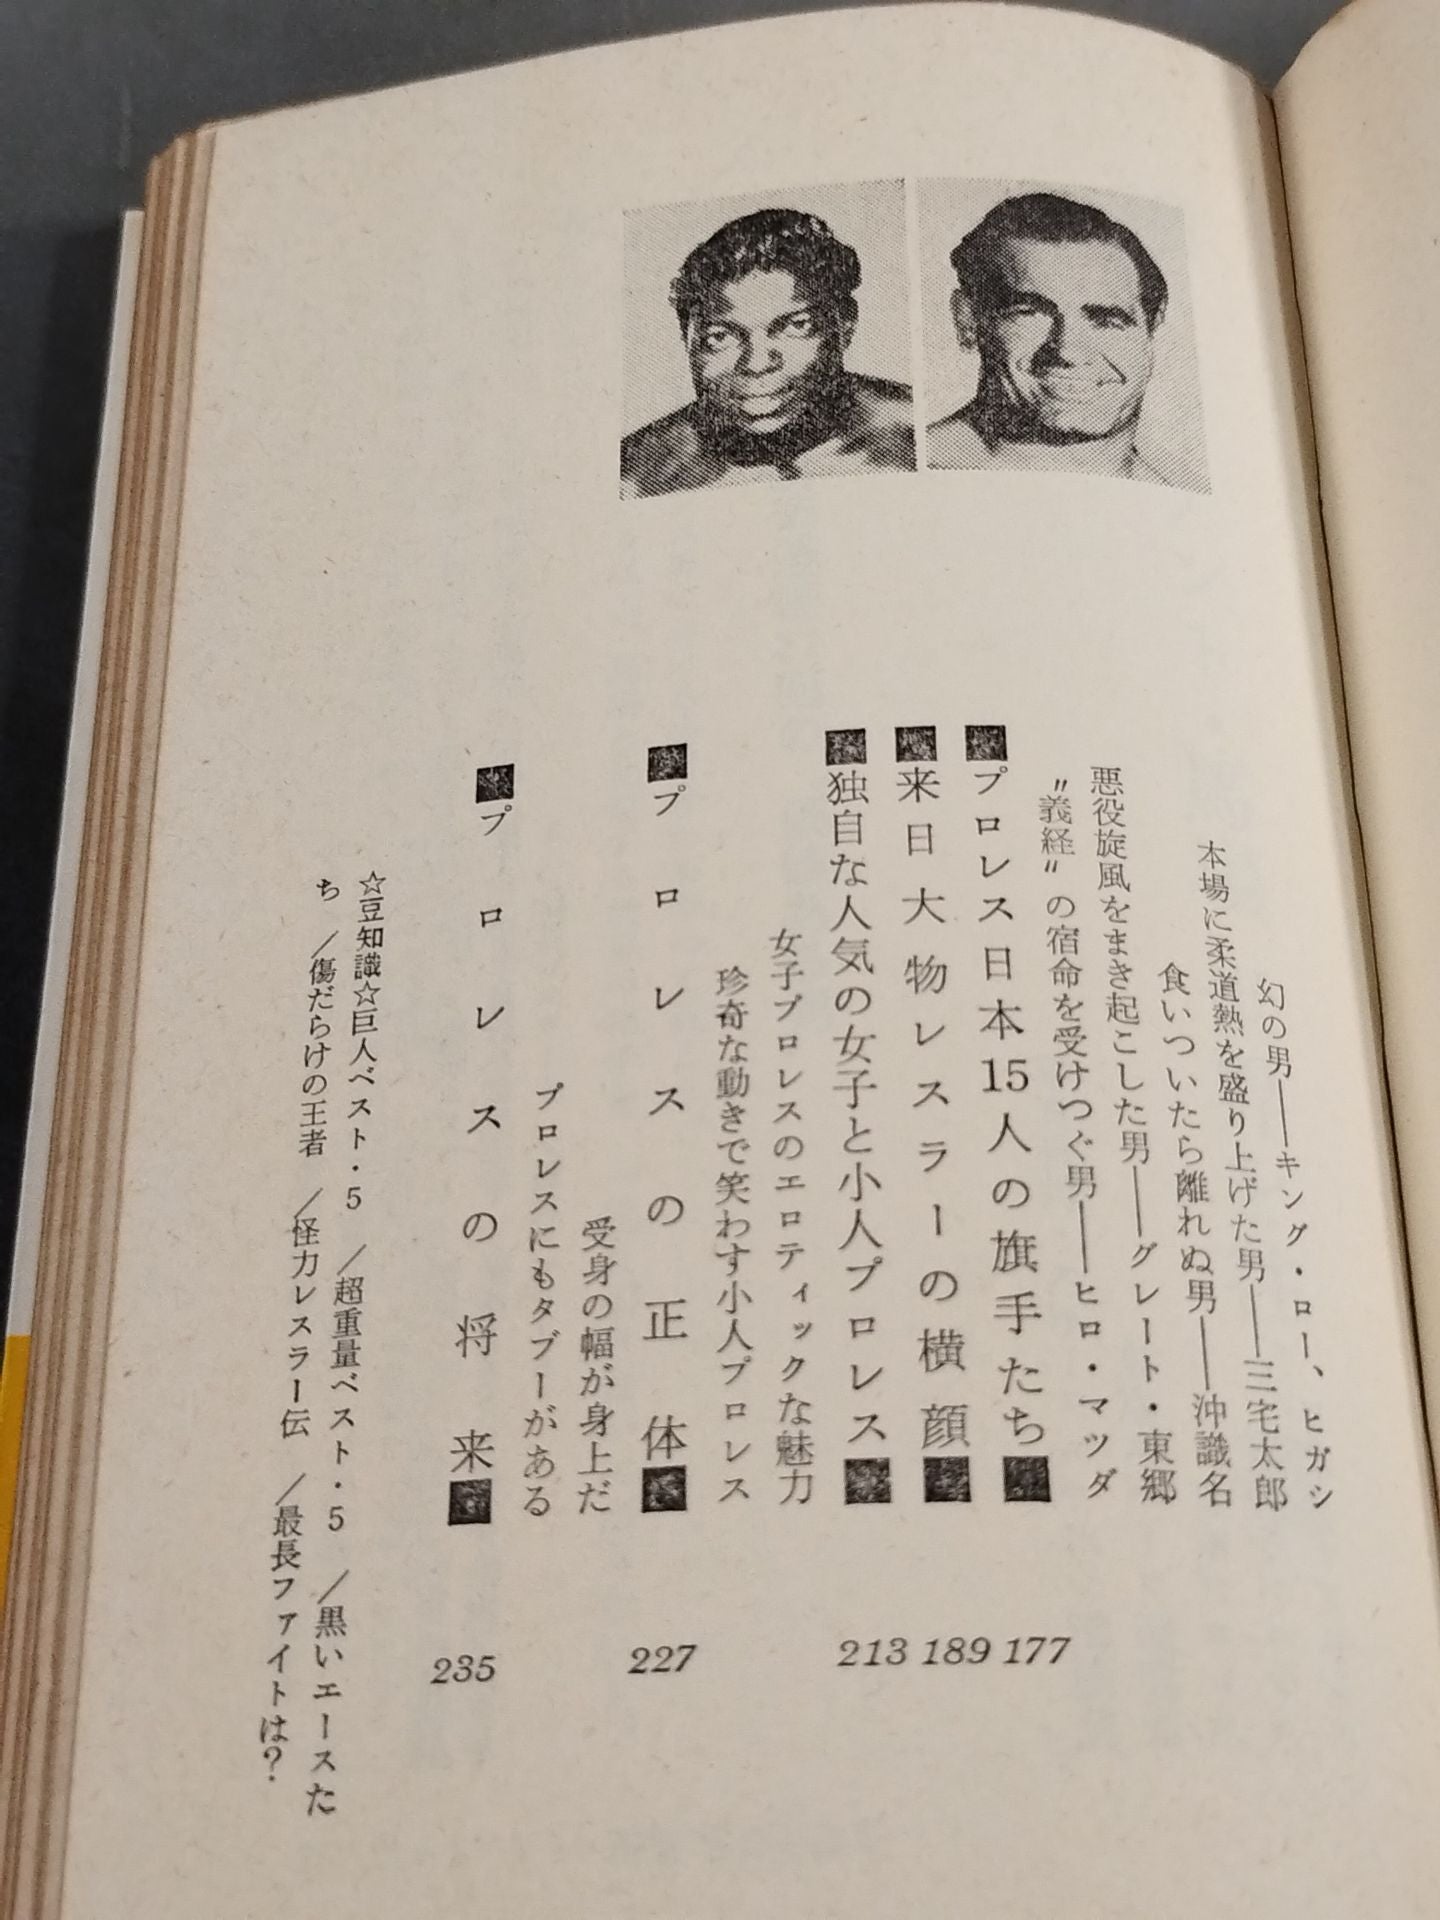 幻の男――キング・ロー、ヒガシ
本場に柔道熱を盛り上げた男――三宅太郎
食いついたら離れぬ男――沖識名
悪役旋風をまき起こした男――グレート・東郷
〝義経〟の宿命を受けつぐ男――ヒロ・マツダ
■プロレス日本15人の旗手たち■ 177
■来日大物レスラーの横顔■ 189
■独自な人気の女子と小人プロレス■ 213
女子プロレスのエロティックな魅力
珍奇な動きで笑わす小人プロレス
■プロレスの正体■ 227
受身の幅が身上だ
プロレスにもタブーがある
■プロレスの将来■ 235
☆豆知識☆巨人ベスト・5 /超重量ベスト・5 /黒いエースた
ち /傷だらけの王者 /怪力レスラー伝 /最長ファイトは?